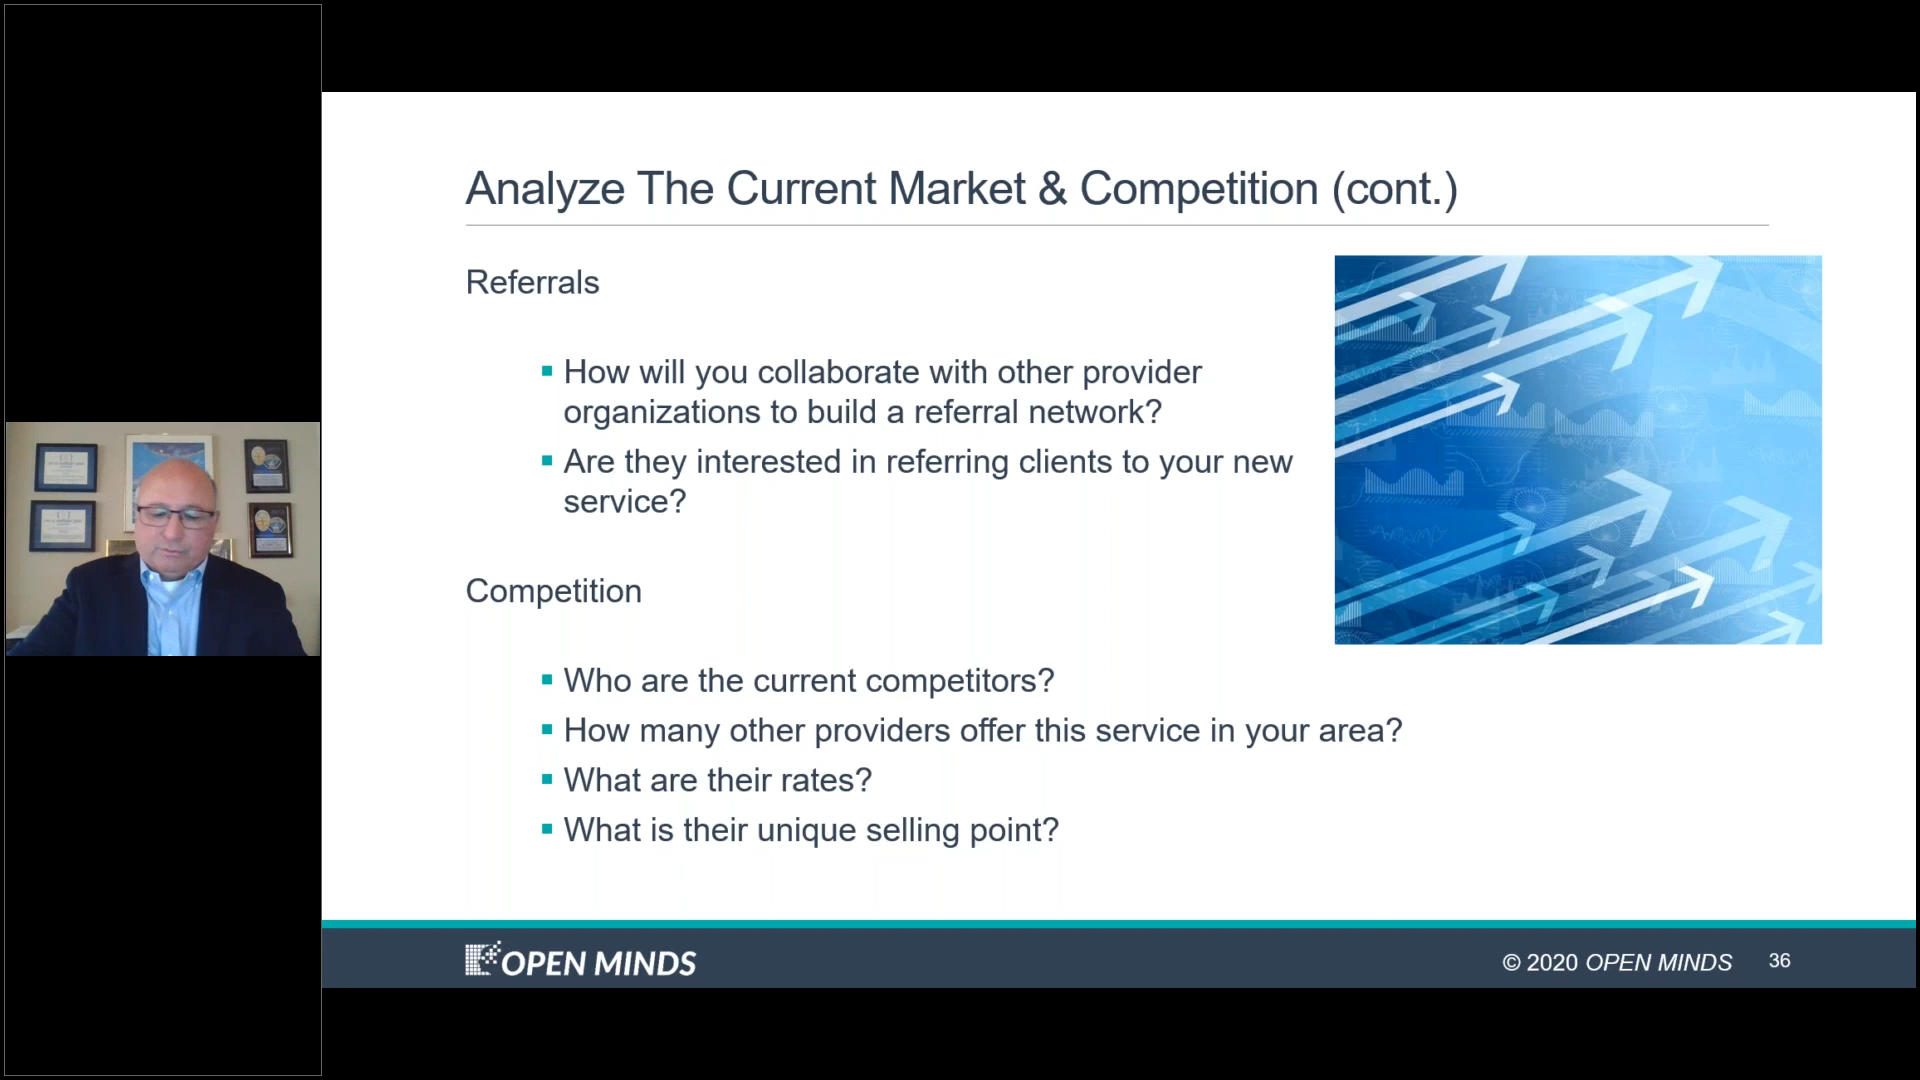 Analyze The Current Market & Competition (cont.)
Referrals
▪ How will you collaborate with other provider
organizations to build a referral network?
▪ Are they interested in referring clients to your new
service?
Competition
▪ Who are the current competitors?
▪ How many other providers offer this service in your area?
▪ What are their rates?
▪ What is their unique selling point?
OPEN MINDS
© 2020 OPEN MINDS 36